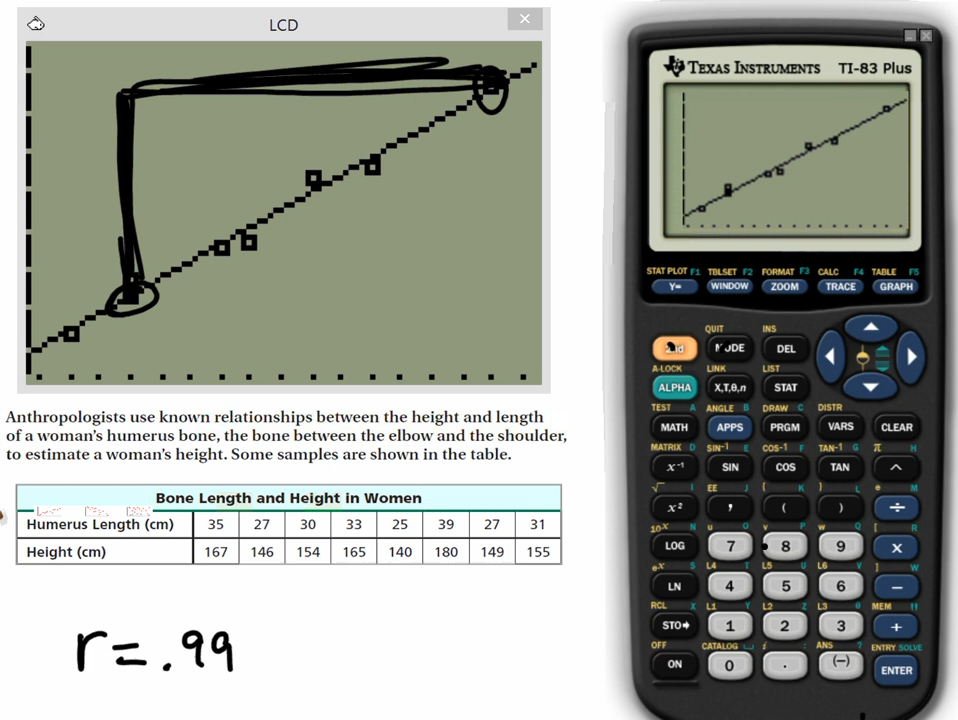 LCD
TEXAS INSTRUMENTS TI-83 Plus
STAT PLOT F1 TBLSET F2 FORMAT F3 CALC F4 TABLE F5
Y= WINDOW ZOOM TRACE GRAPH
QUIT INS
DEL
A-LOCK LINK LIST
ALPHA X,T,θ,n STAT
TEST A ANGLE B DRAW C DISTR
MATH APPS PRGM VARS CLEAR
MATRIX D SIN-1 E COS-1 F TAN-1 G π H
x-1 SIN COS TAN ^
√ I EE J { K } L e M
x² , ( ) ÷
10x N u O v P w Q [ R
LOG 7 8 9 x
ex S L4 T L5 U L6 V ] W
LN 4 5 6 −
RCL X L1 Y L2 Z L3 θ MEM "
STO➡ 1 2 3 +
OFF CATALOG i : ANS ? ENTRY SOLVE
ON 0 . (−) ENTER
Anthropologists use known relationships between the height and length
of a woman's humerus bone, the bone between the elbow and the shoulder,
to estimate a woman's height. Some samples are shown in the table.
Bone Length and Height in Women
Humerus Length (cm) 35 27 30 33 25 39 27 31
Height (cm) 167 146 154 165 140 180 149 155
r=.99